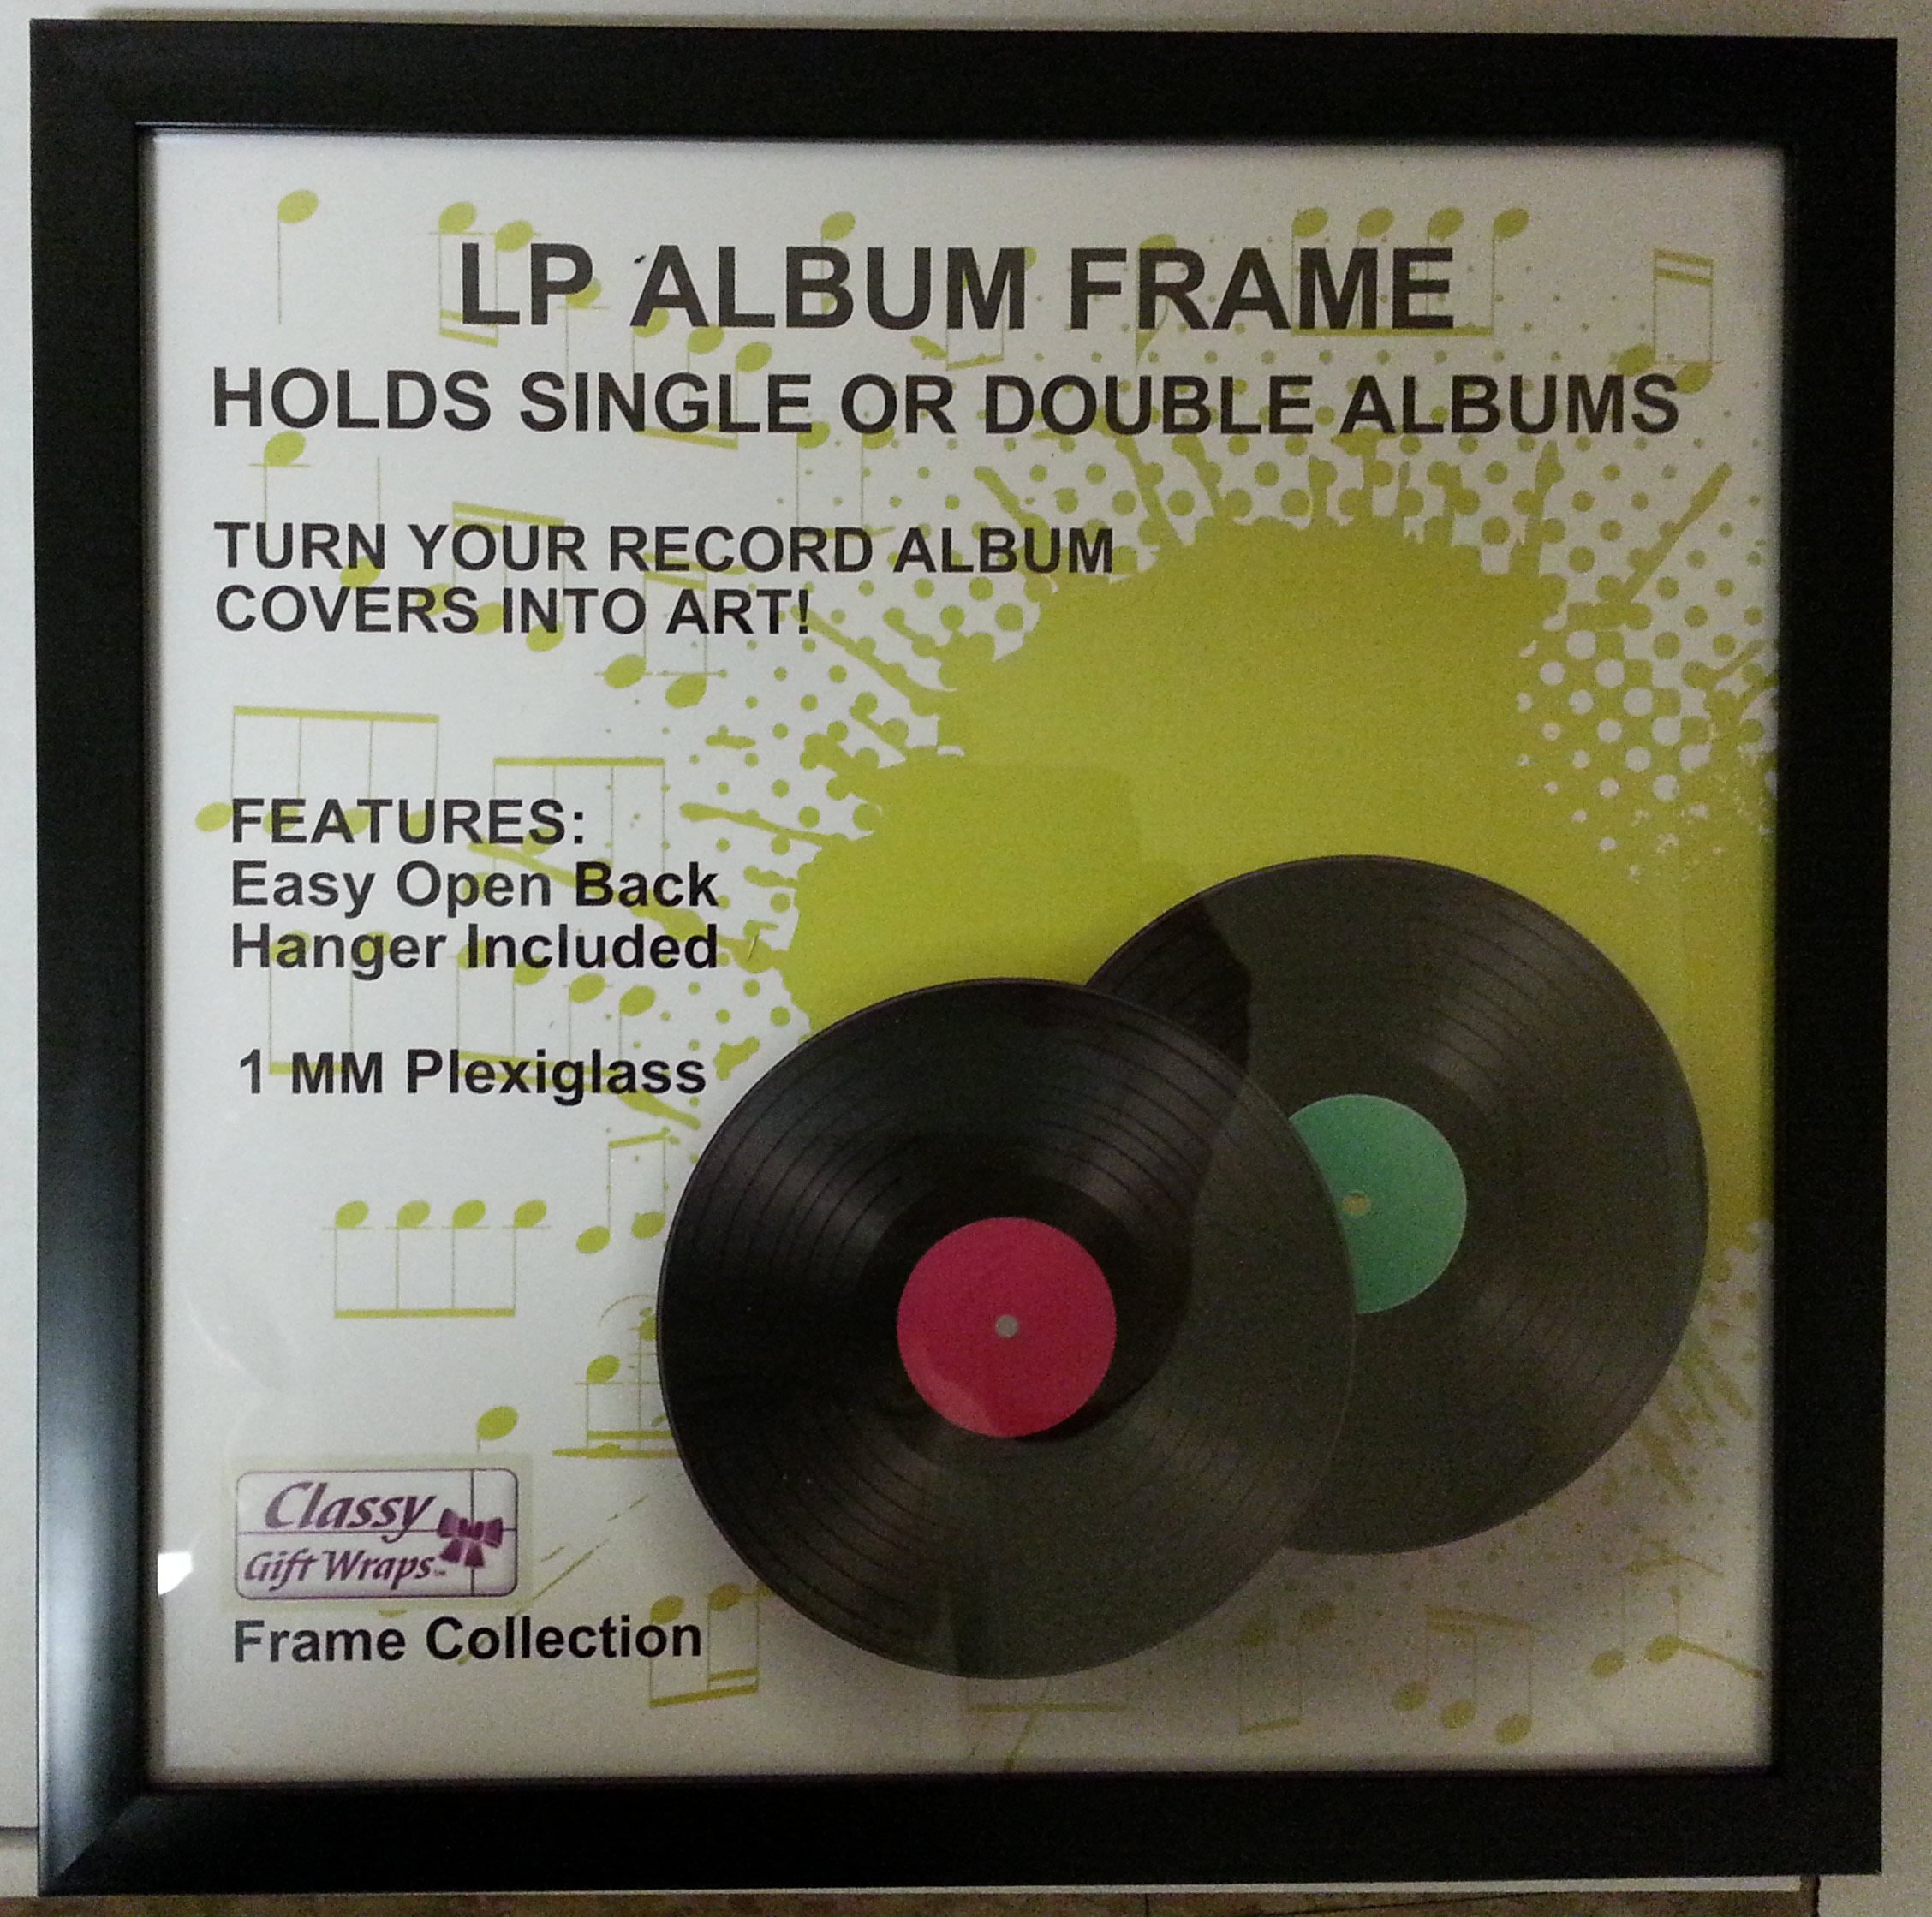 LP ALBUM FRAME
HOLDS SINGLE OR DOUBLE ALBUMS
TURN YOUR RECORD ALBUM
COVERS INTO ART!
FEATURES:
Easy Open Back
Hanger Included
1 MM Plexiglass
Classy
Gift Wraps™
Frame Collection